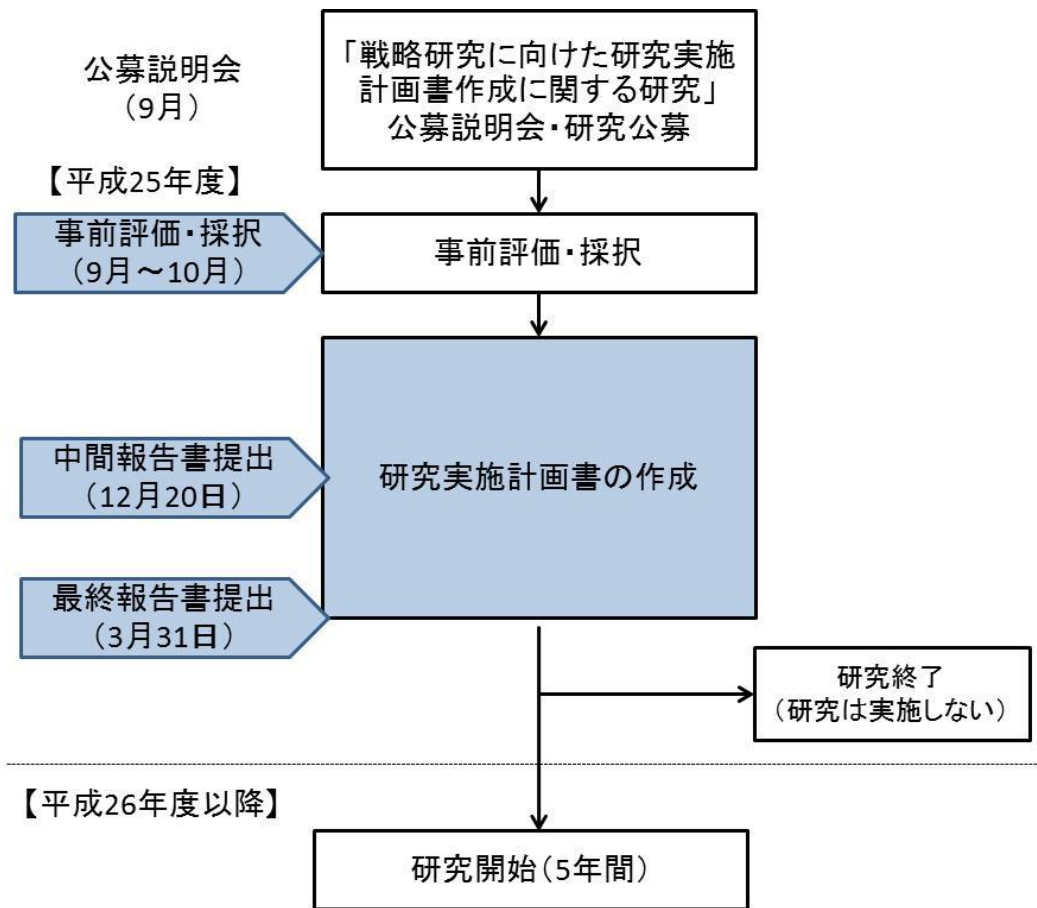 公募説明会
（9月）
「戦略研究に向けた研究実施
計画書作成に関する研究」
公募説明会・研究公募
【平成25年度】
事前評価・採択
（9月～10月）
事前評価・採択
中間報告書提出
（12月20日）
研究実施計画書の作成
最終報告書提出
（3月31日）
研究終了
（研究は実施しない）
【平成26年度以降】
研究開始（5年間）